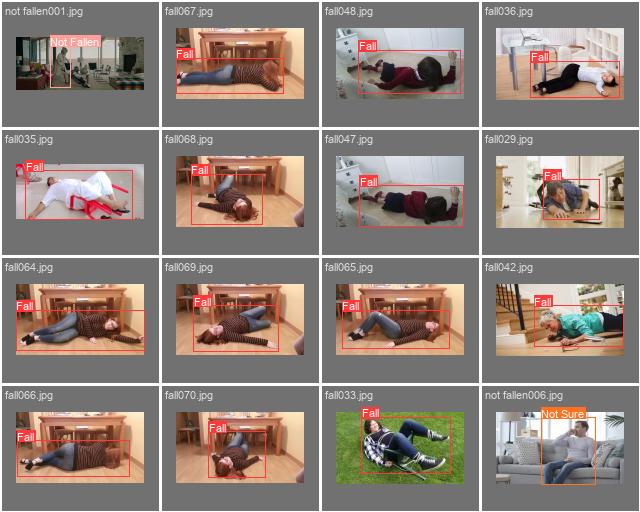 not fallen001.jpg
Not Fallen
fall067.jpg
Fall
fall048.jpg
Fall
fall036.jpg
Fall
fall035.jpg
Fall
fall068.jpg
Fall
fall047.jpg
Fall
fall029.jpg
Fall
fall064.jpg
Fall
fall069.jpg
Fall
fall065.jpg
Fall
fall042.jpg
Fall
fall066.jpg
Fall
fall070.jpg
Fall
fall033.jpg
Fall
not fallen006.jpg
Not Sure